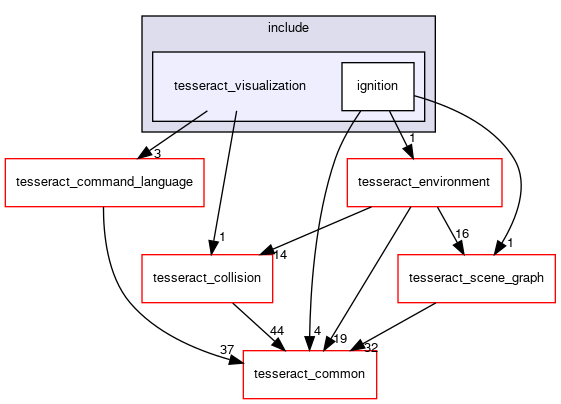 include
tesseract_visualization
ignition
3
1
tesseract_command_language
tesseract_environment
1
16
1
14
tesseract_collision
tesseract_scene_graph
44
4
19
32
37
tesseract_common